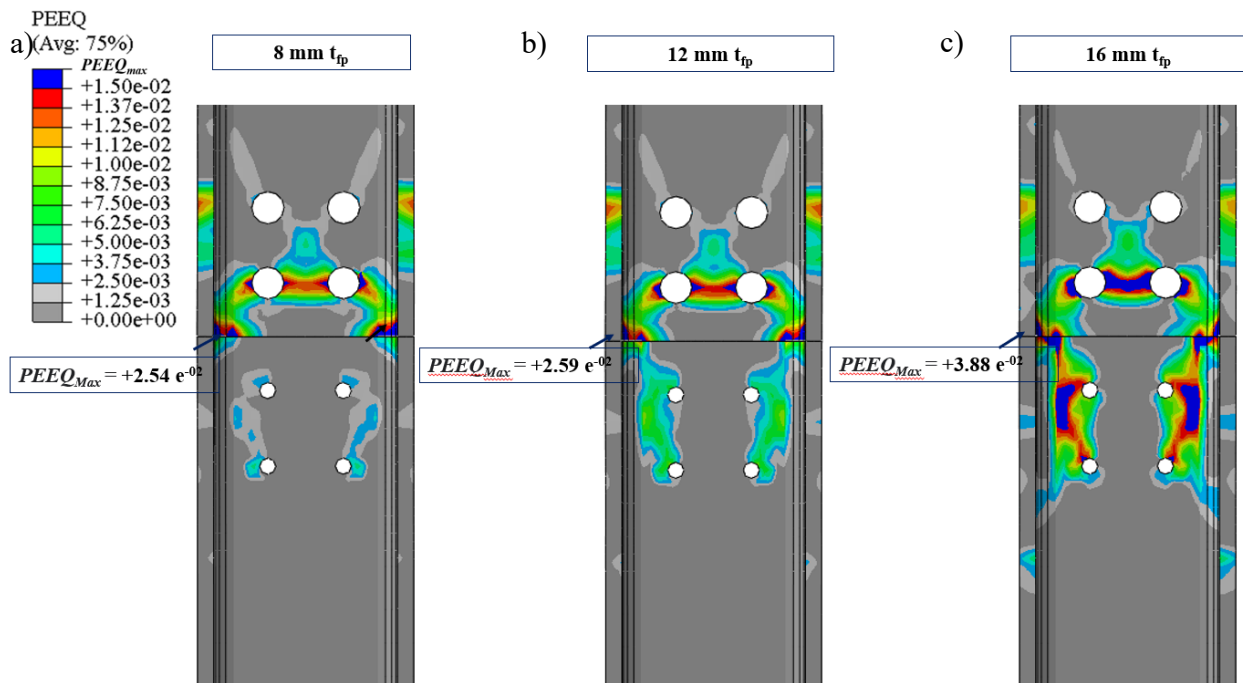 PEEQ
a)
(Avg: 75%)
PEEQmax
+1.50e-02
+1.37e-02
+1.25e-02
+1.12e-02
+1.00e-02
+8.75e-03
+7.50e-03
+6.25e-03
+5.00e-03
+3.75e-03
+2.50e-03
+1.25e-03
+0.00e+00
8 mm tfp
PEEQMax = +2.54 e-02
b)
12 mm tfp
PEEQMax = +2.59 e-02
c)
16 mm tfp
PEEQMax = +3.88 e-02